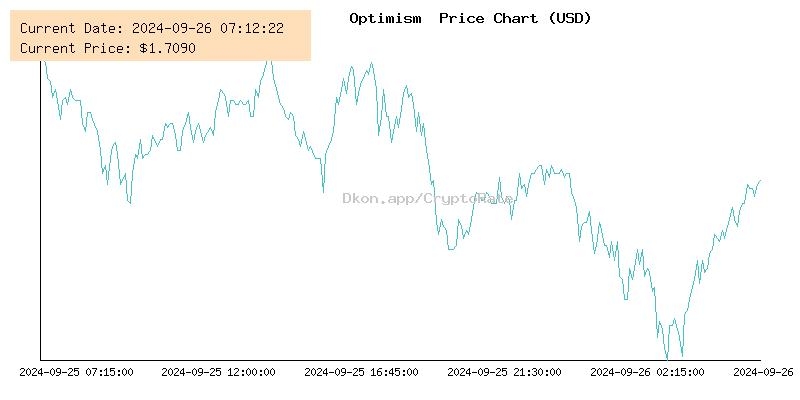 Optimism Price Chart (USD)
Current Date: 2024-09-26 07:12:22
Current Price: $1.7090
Dkon.app/CryptoRate
2024-09-25 07:15:00 2024-09-25 12:00:00 2024-09-25 16:45:00 2024-09-25 21:30:00 2024-09-26 02:15:00 2024-09-26